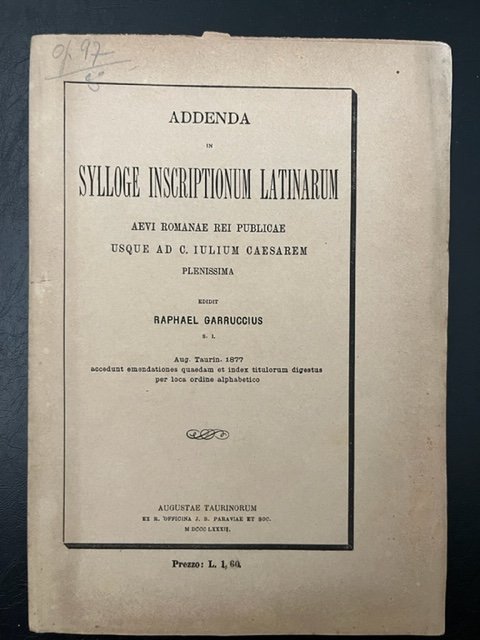 ADDENDA
IN
SYLLOGE INSCRIPTIONUM LATINARUM
AEVI ROMANAE REI PUBLICAE
USQUE AD C. IULIUM CAESAREM
PLENISSIMA
EDIDIT
RAPHAEL GARRUCCIUS
S. I.
Aug. Taurin. 1877
accedunt emendationes quaedam et index titulorum digestus
per loca ordine alphabetico
AUGUSTAE TAURINORUM
EX R. OFFICINA J. B. PARAVIAE ET SOC.
M DCCC LXXXII.
Prezzo: L. 1, 60.